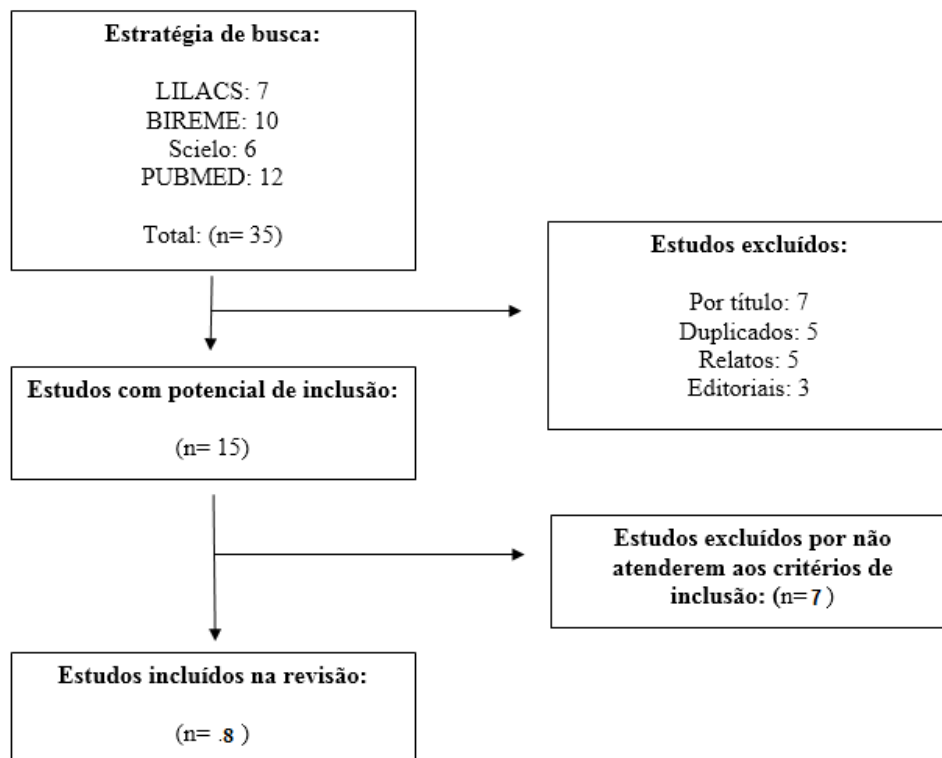 Estratégia de busca:
LILACS: 7
BIREME: 10
Scielo: 6
PUBMED: 12
Total: (n= 35)
Estudos excluídos:
Por título: 7
Duplicados: 5
Relatos: 5
Editoriais: 3
Estudos com potencial de inclusão:
(n= 15)
Estudos excluídos por não
atenderem aos critérios de
inclusão: (n= 7 )
Estudos incluídos na revisão:
(n= .8 )